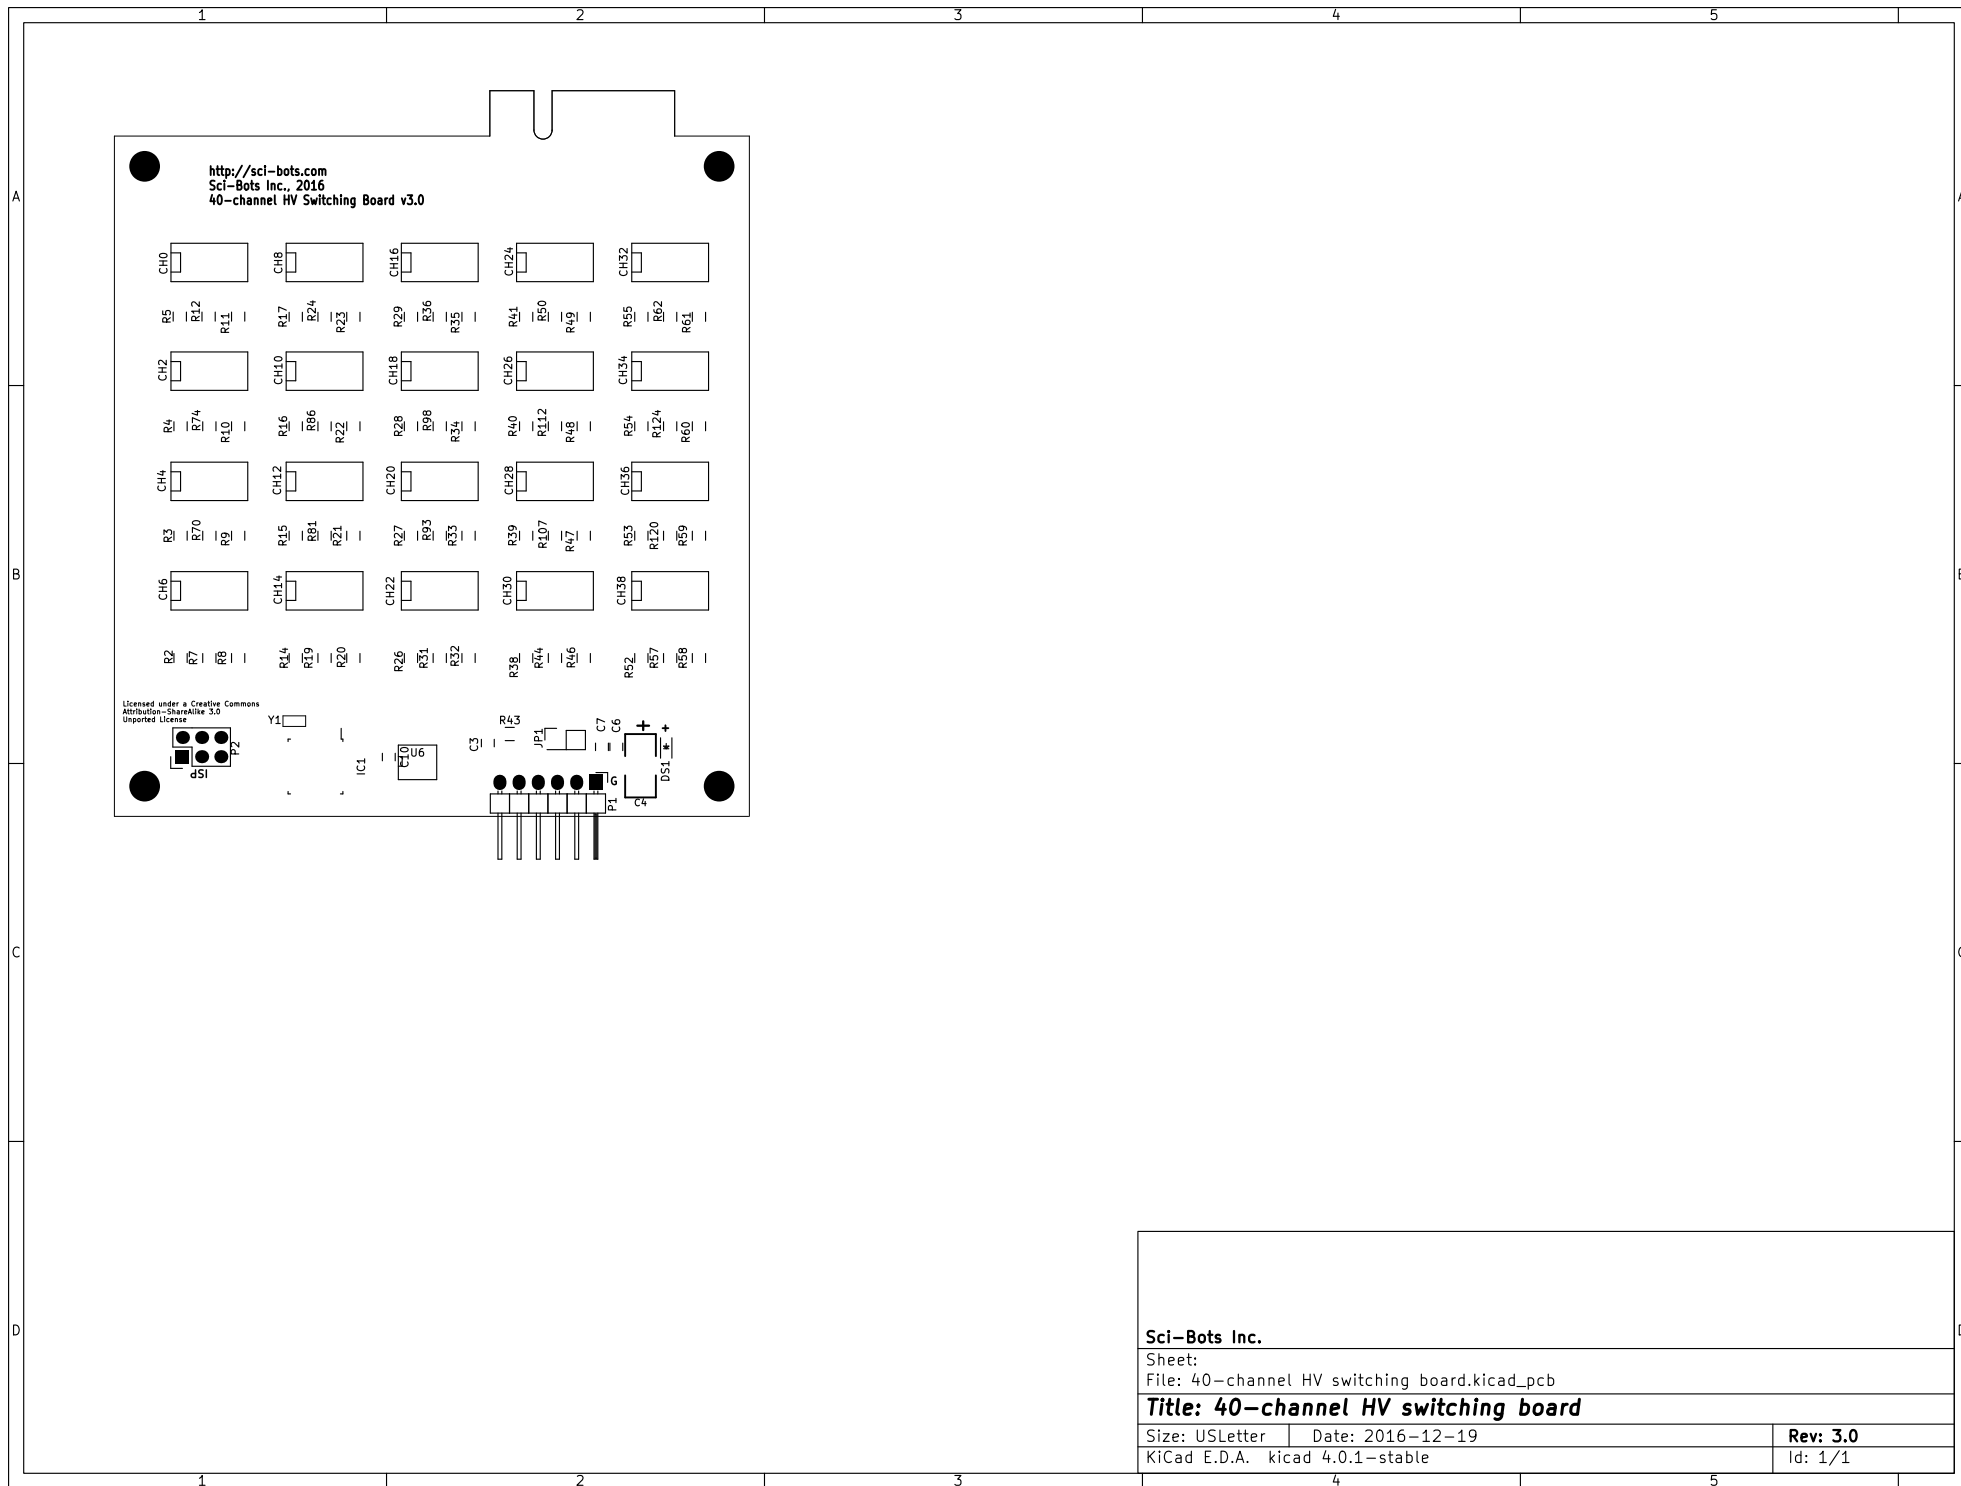 1 2 3 4 5
A A
http://sci-bots.com
Sci-Bots Inc., 2016
40-channel HV Switching Board v3.0
CH0 CH8 CH16 CH24 CH32
R5 R12 R11 R17 R24 R23 R29 R36 R35 R41 R50 R49 R55 R62 R61
CH2 CH10 CH18 CH26 CH34
R4 R74 R10 R16 R86 R22 R28 R98 R34 R40 R112 R48 R54 R124 R60
CH4 CH12 CH20 CH28 CH36
R3 R70 R9 R15 R81 R21 R27 R93 R33 R39 R107 R47 R53 R120 R59
B
CH6 CH14 CH22 CH30 CH38
R2 R7 R8 R14 R19 R20 R26 R31 R32 R38 R44 R46 R52 R57 R58
Licensed under a Creative Commons
Attribution-ShareAlike 3.0
Unported License
Y1 R43 C7 C6 + +
P2 IC1 C10 U6 C3 JP1 * DS1
ISP G P1 C4
C
D
Sci-Bots Inc.
Sheet:
File: 40-channel HV switching board.kicad_pcb
Title: 40-channel HV switching board
Size: USLetter Date: 2016-12-19 Rev: 3.0
KiCad E.D.A. kicad 4.0.1-stable Id: 1/1
1 2 3 4 5